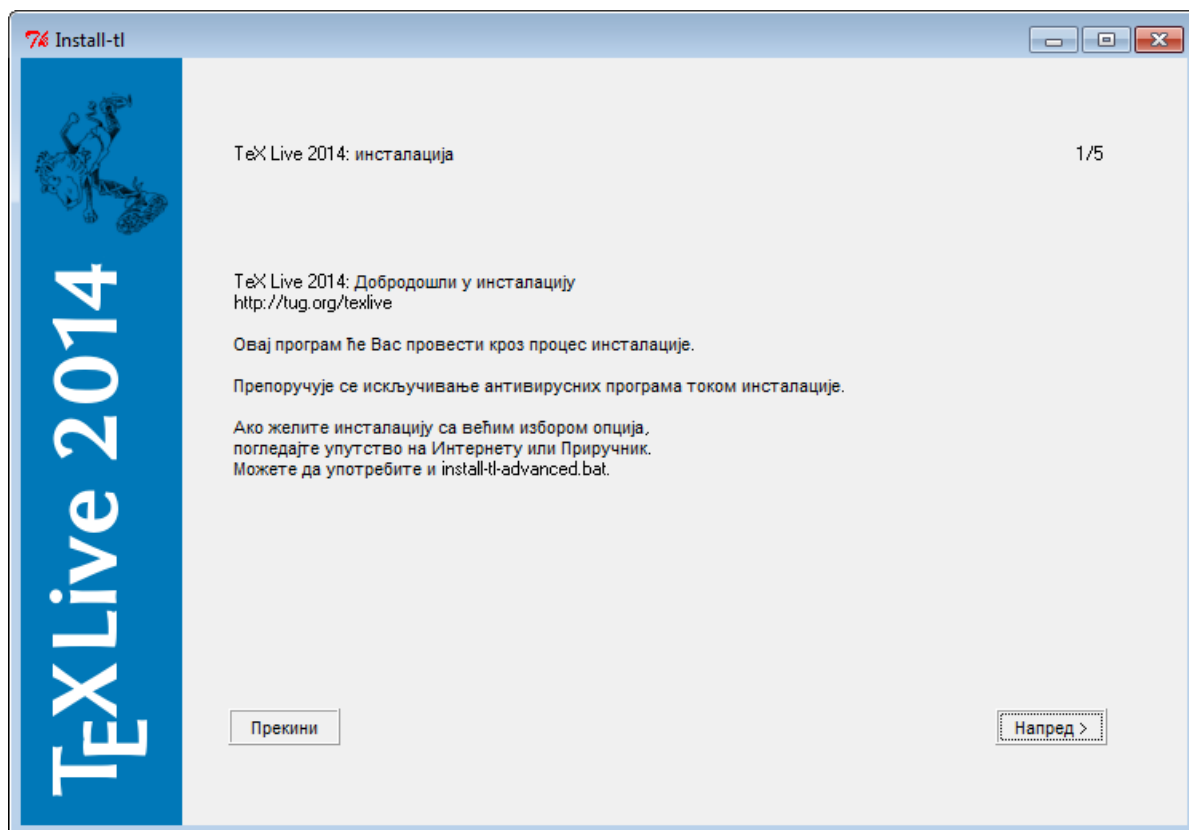 Install-tl
TEXLive 2014
TeX Live 2014: инсталација
1/5
TeX Live 2014: Добродошли у инсталацију
http://tug.org/texlive
Овај програм ће Вас провести кроз процес инсталације.
Препоручује се искључивање антивирусних програма током инсталације.
Ако желите инсталацију са већим избором опција,
погледајте упутство на Интернету или Приручник.
Можете да употребите и install-tl-advanced.bat.
Прекини
Напред >